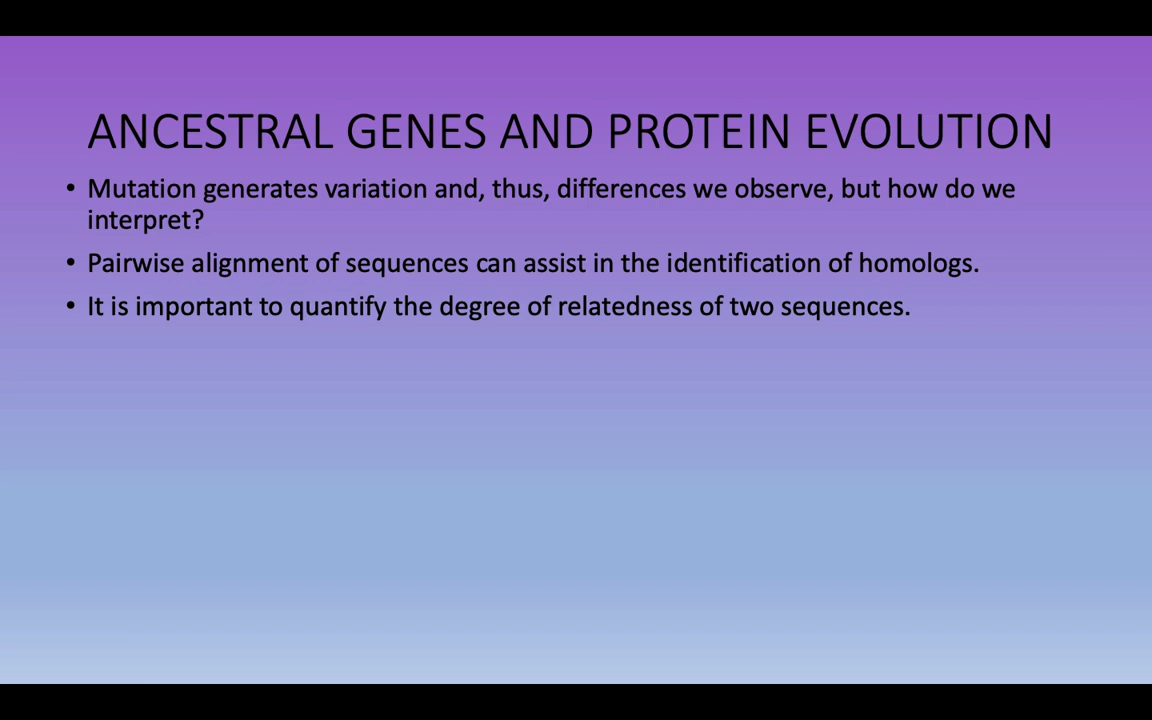 ANCESTRAL GENES AND PROTEIN EVOLUTION
• Mutation generates variation and, thus, differences we observe, but how do we
interpret?
• Pairwise alignment of sequences can assist in the identification of homologs.
• It is important to quantify the degree of relatedness of two sequences.